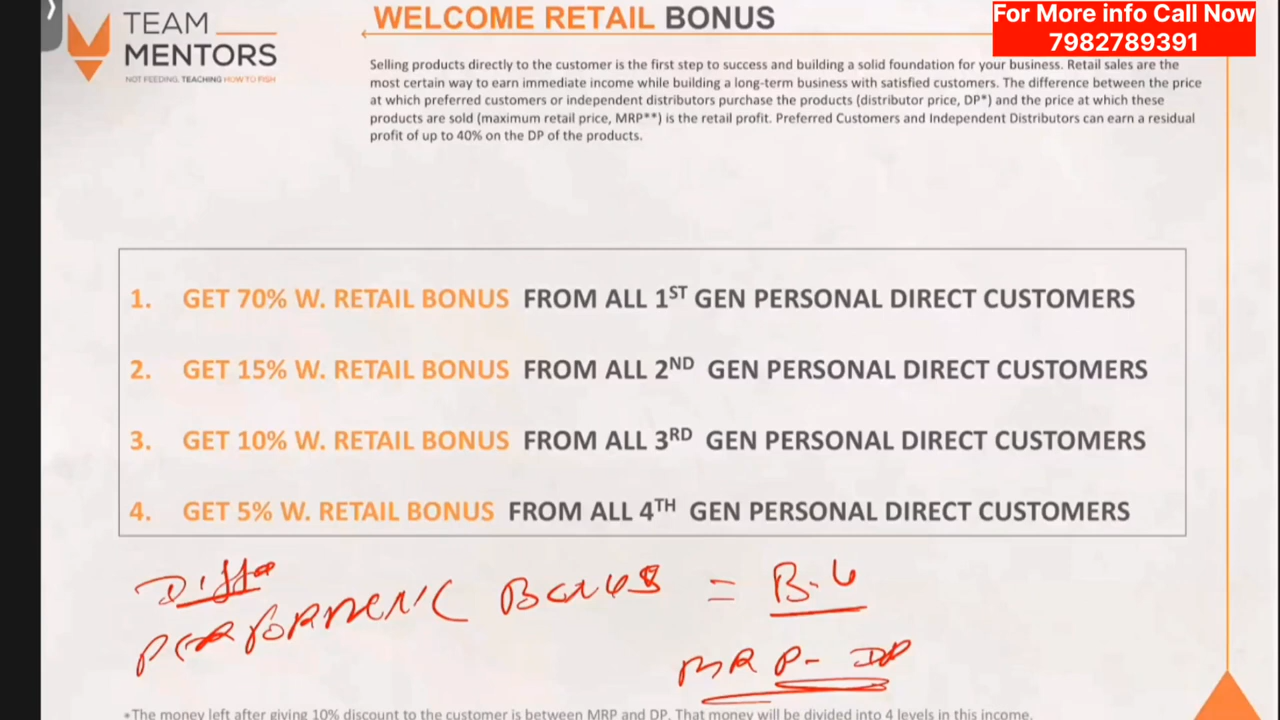 TEAM
MENTORS
NOT FEEDING, TEACHING HOW TO FISH
WELCOME RETAIL BONUS
For More info Call Now
7982789391
Selling products directly to the customer is the first step to success and building a solid foundation for your business. Retail sales are the
most certain way to earn immediate income while building a long-term business with satisfied customers. The difference between the price
at which preferred customers or independent distributors purchase the products (distributor price, DP*) and the price at which these
products are sold (maximum retail price, MRP**) is the retail profit. Preferred Customers and Independent Distributors can earn a residual
profit of up to 40% on the DP of the products.
1. GET 70% W. RETAIL BONUS FROM ALL 1ST GEN PERSONAL DIRECT CUSTOMERS
2. GET 15% W. RETAIL BONUS FROM ALL 2ND GEN PERSONAL DIRECT CUSTOMERS
3. GET 10% W. RETAIL BONUS FROM ALL 3RD GEN PERSONAL DIRECT CUSTOMERS
4. GET 5% W. RETAIL BONUS FROM ALL 4TH GEN PERSONAL DIRECT CUSTOMERS
BONUS =
MRP - DP
*The money left after giving 10% discount to the customer is between MRP and DP. That money will be divided into 4 levels in this income.